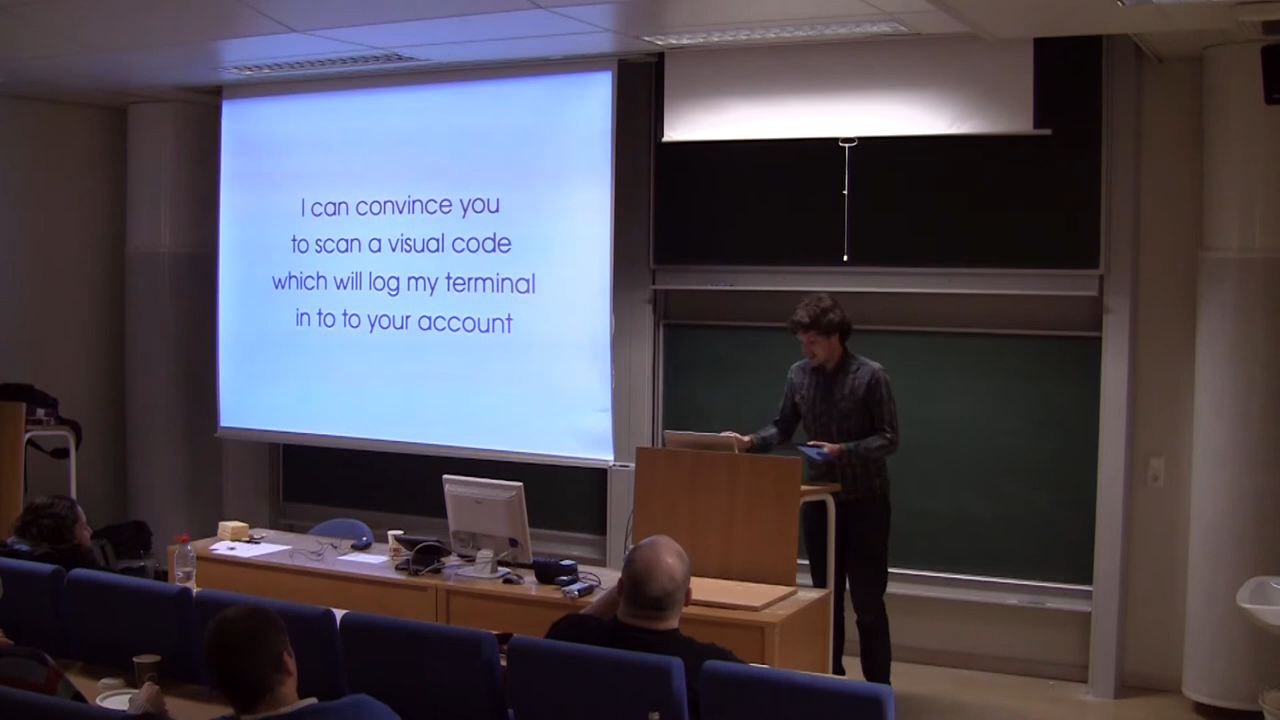 I can convince you
to scan a visual code
which will log my terminal
in to to your account